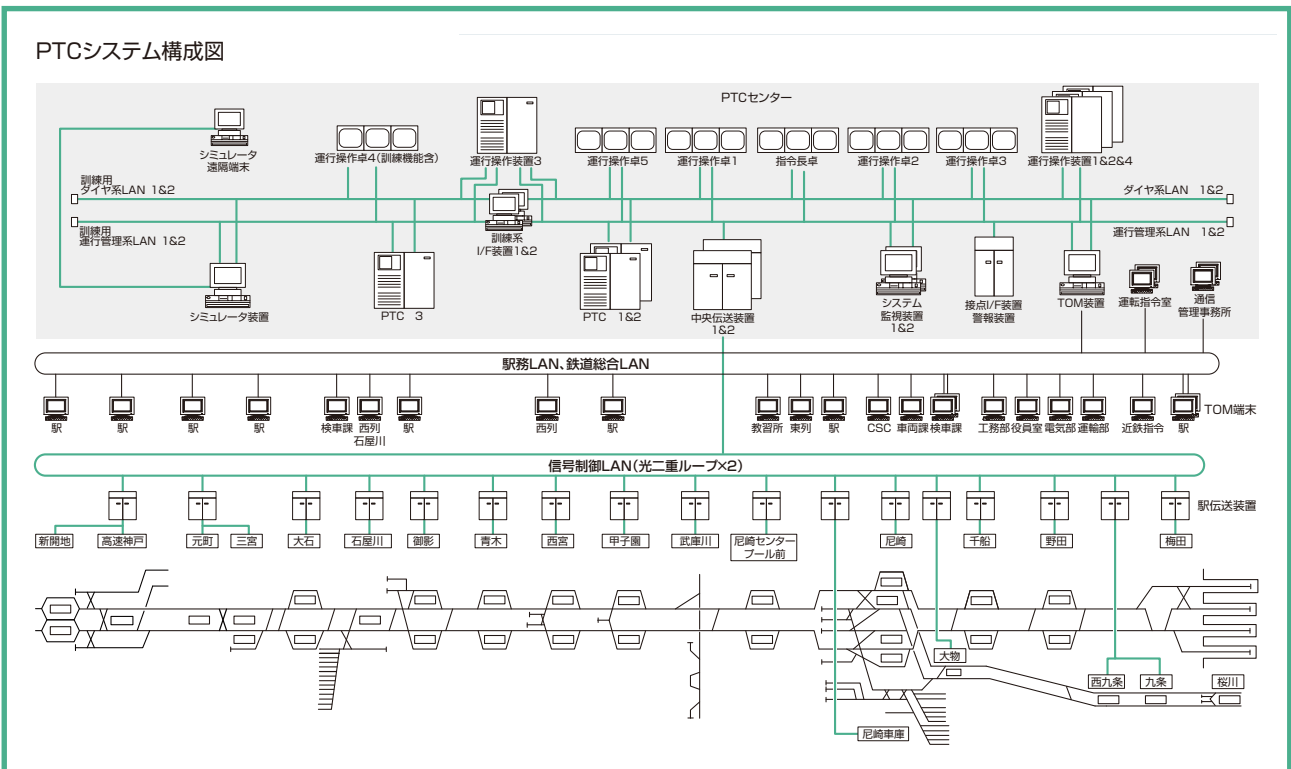 PTCシステム構成図
PTCセンター
シミュレータ
遠隔端末
運行操作卓4(訓練機能含)
運行操作装置3
運行操作卓5
運行操作卓1
指令長卓
運行操作卓2
運行操作卓3
運行操作装置1&2&4
訓練用
ダイヤ系LAN 1&2
ダイヤ系LAN 1&2
訓練用
運行管理系LAN 1&2
運行管理系LAN 1&2
訓練系
I/F装置1&2
シミュレータ装置
PTC 3
PTC 1&2
中央伝送装置
1&2
システム
監視装置
1&2
接点I/F装置
警報装置
TOM装置
運転指令室
通信
管理事務所
駅務LAN、鉄道総合LAN
駅
駅
駅
駅
検車課
西列
石屋川
駅
西列
駅
教習所
東列
駅
CSC
車両課
検車課
工務部
役員室
電気部
運輸部
近鉄指令
駅
TOM端末
信号制御LAN(光二重ループ×2)
駅伝送装置
新開地
高速神戸
元町
三宮
大石
石屋川
御影
青木
西宮
甲子園
武庫川
尼崎センター
プール前
尼崎
千船
野田
梅田
大物
西九条
九条
桜川
尼崎車庫